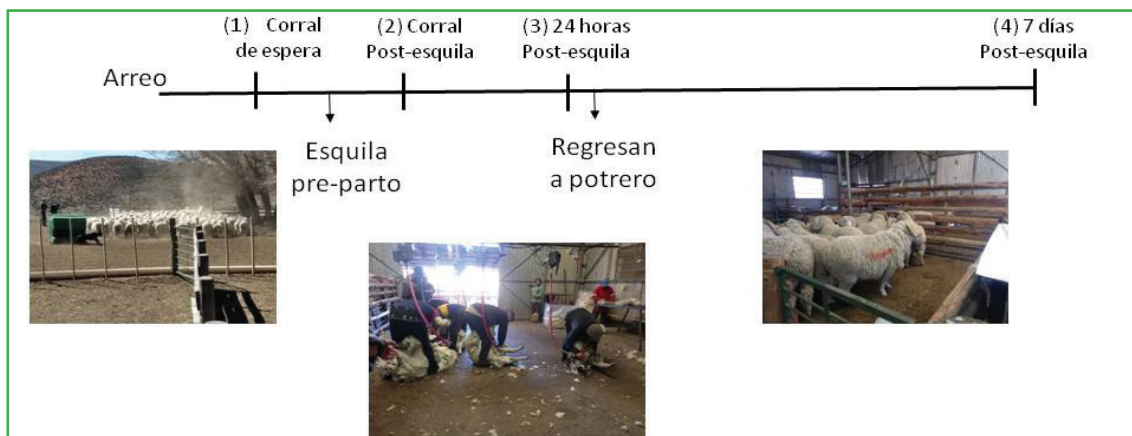 (1) Corral
de espera
(2) Corral
Post-esquila
(3) 24 horas
Post-esquila
(4) 7 días
Post-esquila
Arreo
Esquila
pre-parto
Regresan
a potrero